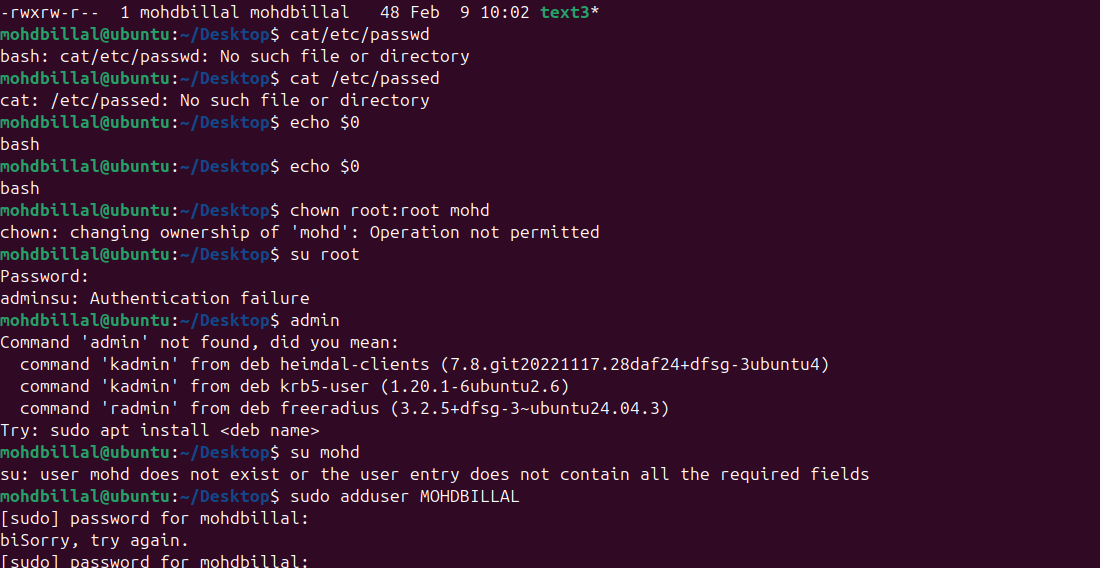 -rwxrw-r--  1 mohdbillal mohdbillal   48 Feb  9 10:02 text3*
mohdbillal@ubuntu:~/Desktop$ cat/etc/passwd
bash: cat/etc/passwd: No such file or directory
mohdbillal@ubuntu:~/Desktop$ cat /etc/passed
cat: /etc/passed: No such file or directory
mohdbillal@ubuntu:~/Desktop$ echo $0
bash
mohdbillal@ubuntu:~/Desktop$ echo $0
bash
mohdbillal@ubuntu:~/Desktop$ chown root:root mohd
chown: changing ownership of 'mohd': Operation not permitted
mohdbillal@ubuntu:~/Desktop$ su root
Password:
adminsu: Authentication failure
mohdbillal@ubuntu:~/Desktop$ admin
Command 'admin' not found, did you mean:
  command 'kadmin' from deb heimdal-clients (7.8.git20221117.28daf24+dfsg-3ubuntu4)
  command 'kadmin' from deb krb5-user (1.20.1-6ubuntu2.6)
  command 'radmin' from deb freeradius (3.2.5+dfsg-3~ubuntu24.04.3)
Try: sudo apt install <deb name>
mohdbillal@ubuntu:~/Desktop$ su mohd
su: user mohd does not exist or the user entry does not contain all the required fields
mohdbillal@ubuntu:~/Desktop$ sudo adduser MOHDBILLAL
[sudo] password for mohdbillal:
biSorry, try again.
[sudo] password for mohdbillal: